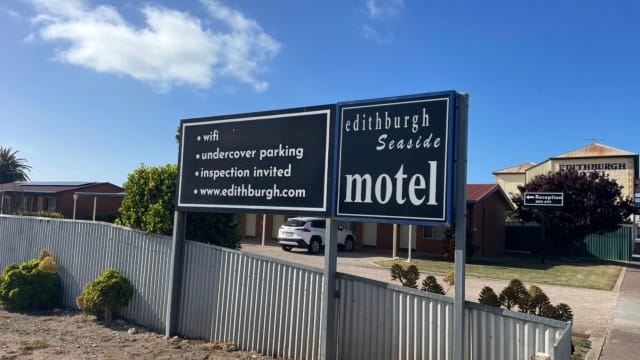 • wifi
• undercover parking
• inspection invited
• www.edithburgh.com
edithburgh
Seaside
motel
EDITHBURGH
Reception